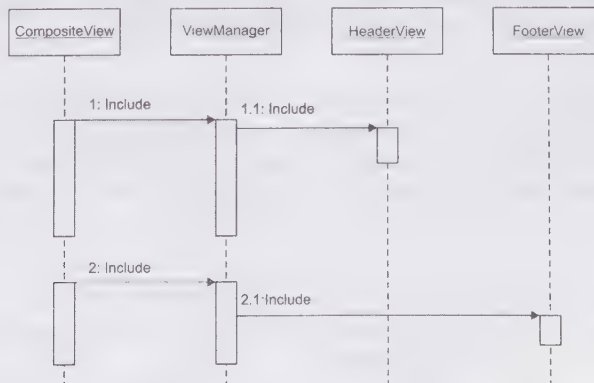 CompositeView
ViewManager
HeaderView
FooterView
1: Include
1.1: Include
2: Include
2.1:Include